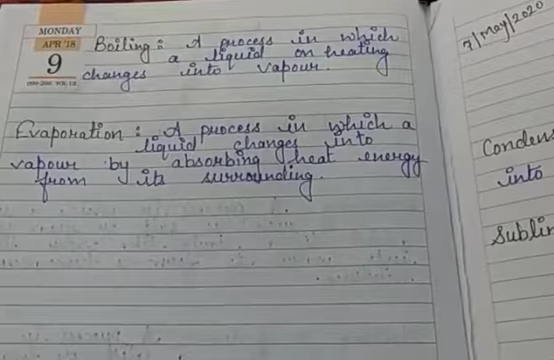 MONDAY
APR '18
9
Boiling : A process in which
a liquid on heating
changes into vapour.
Evaporation : A process in which a
liquid changes into
vapour by absorbing heat energy
from its surrounding.
7/May/2020
Conden
into
Sublim